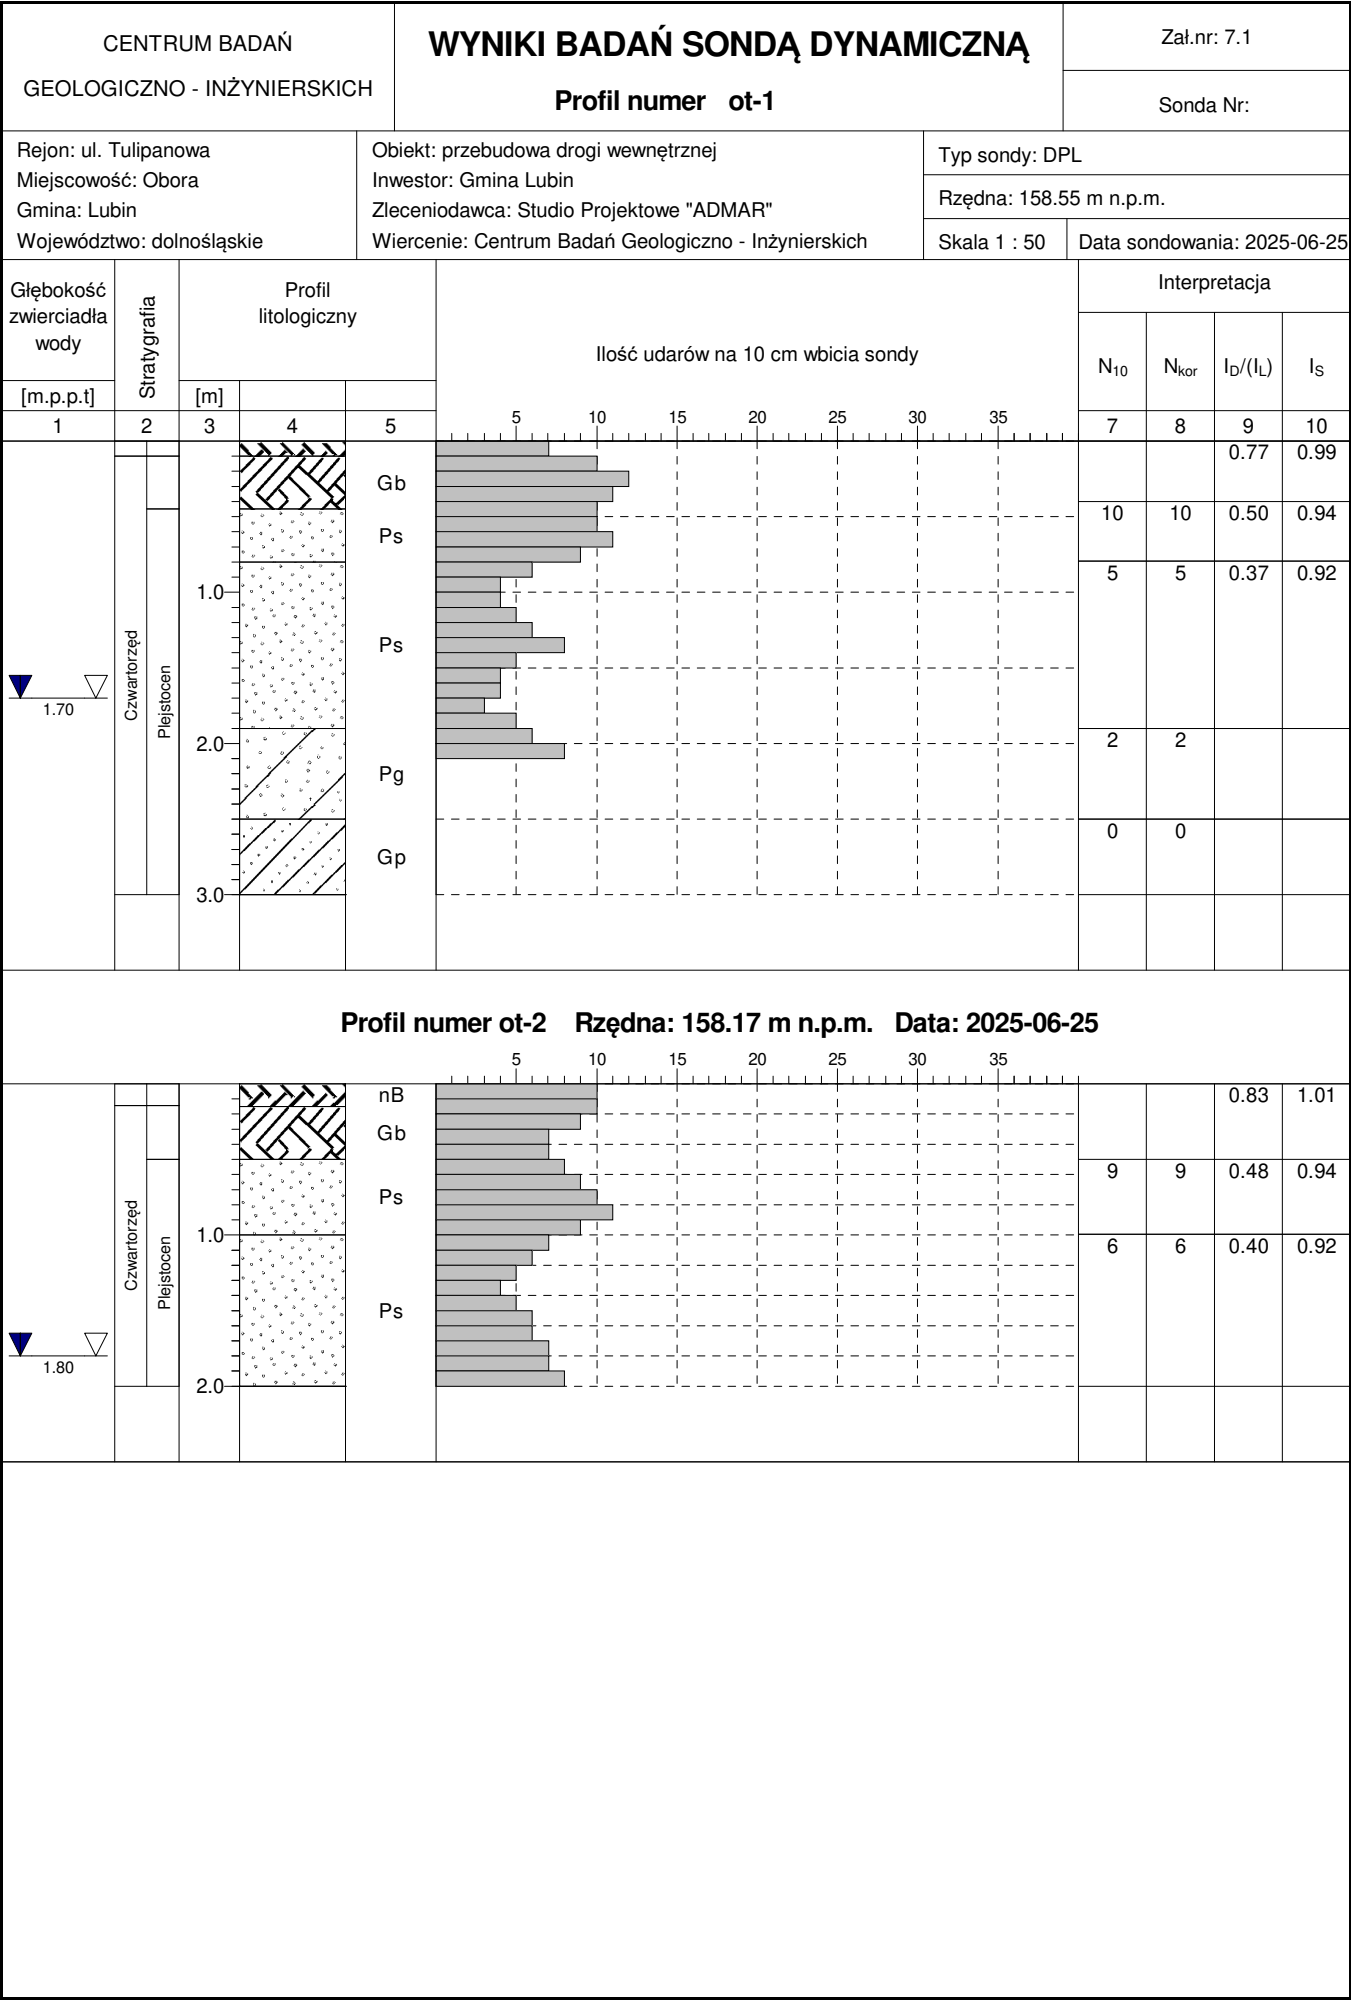 CENTRUM BADAŃ
GEOLOGICZNO - INŻYNIERSKICH
WYNIKI BADAŃ SONDĄ DYNAMICZNĄ
Profil numer ot-1
Zał.nr: 7.1
Sonda Nr:
Rejon: ul. Tulipanowa
Miejscowość: Obora
Gmina: Lubin
Województwo: dolnośląskie
Obiekt: przebudowa drogi wewnętrznej
Inwestor: Gmina Lubin
Zleceniodawca: Studio Projektowe "ADMAR"
Wiercenie: Centrum Badań Geologiczno - Inżynierskich
Typ sondy: DPL
Rzędna: 158.55 m n.p.m.
Skala 1 : 50
Data sondowania: 2025-06-25
Głębokość
zwierciadła
wody
[m.p.p.t]
Stratygrafia
Profil
litologiczny
[m]
Ilość udarów na 10 cm wbicia sondy
Interpretacja
N10 Nkor ID/(IL) IS
5 10 15 20 25 30 35
1 2 3 4 5 7 8 9 10
0.77 0.99
Gb
10 10 0.50 0.94
Ps
5 5 0.37 0.92
1.0
Ps
Czwartorzęd
Plejstocen
1.70
2.0
2 2
Pg
0 0
Gp
3.0
Profil numer ot-2 Rzędna: 158.17 m n.p.m. Data: 2025-06-25
5 10 15 20 25 30 35
nB
0.83 1.01
Gb
9 9 0.48 0.94
Ps
1.0
6 6 0.40 0.92
Czwartorzęd
Plejstocen
Ps
1.80
2.0